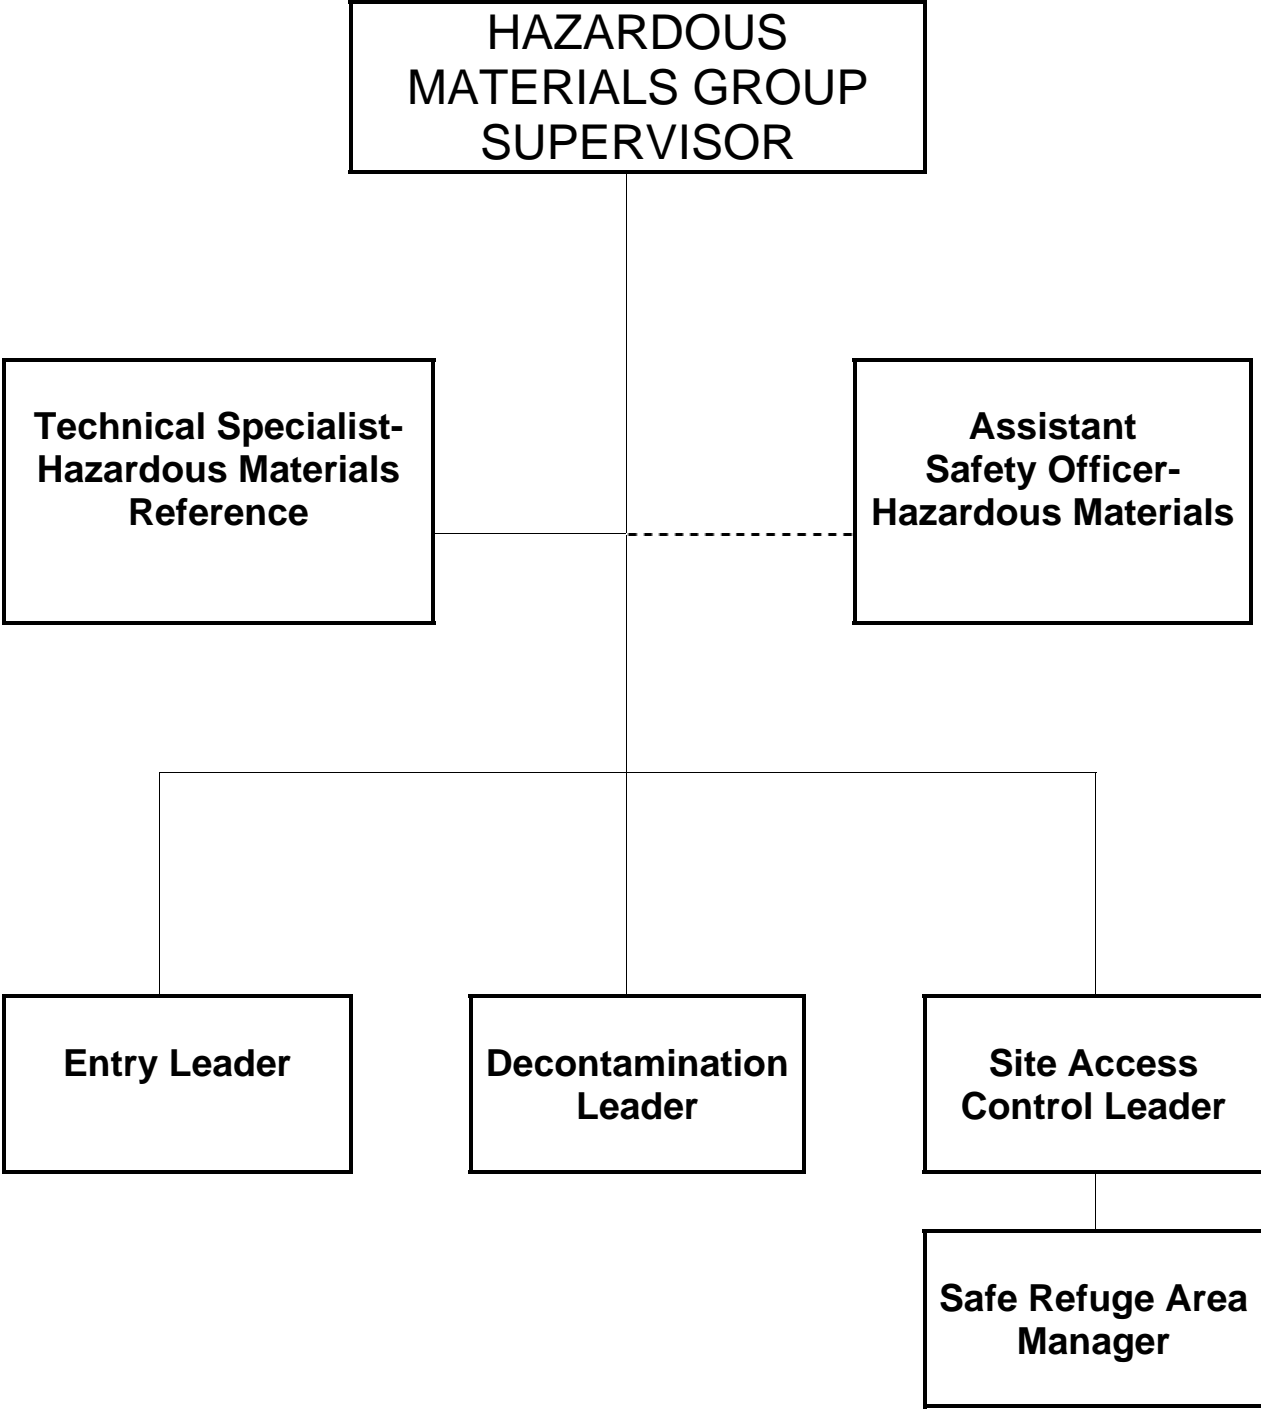 HAZARDOUS
MATERIALS GROUP
SUPERVISOR
Technical Specialist-
Hazardous Materials
Reference
Assistant
Safety Officer-
Hazardous Materials
Entry Leader
Decontamination
Leader
Site Access
Control Leader
Safe Refuge Area
Manager